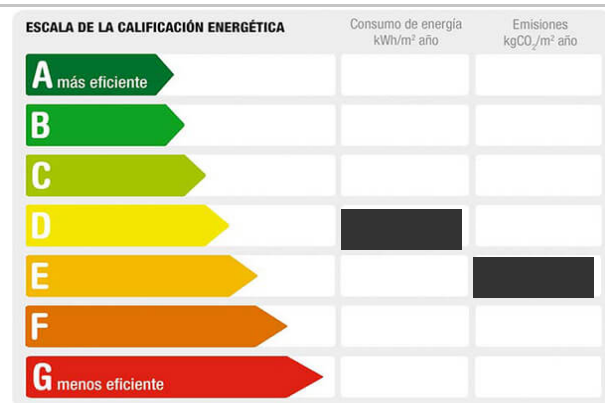 ESCALA DE LA CALIFICACIÓN ENERGÉTICA
Consumo de energía
kWh/m² año
Emisiones
kgCO₂/m² año
A más eficiente
B
C
D
E
F
G menos eficiente